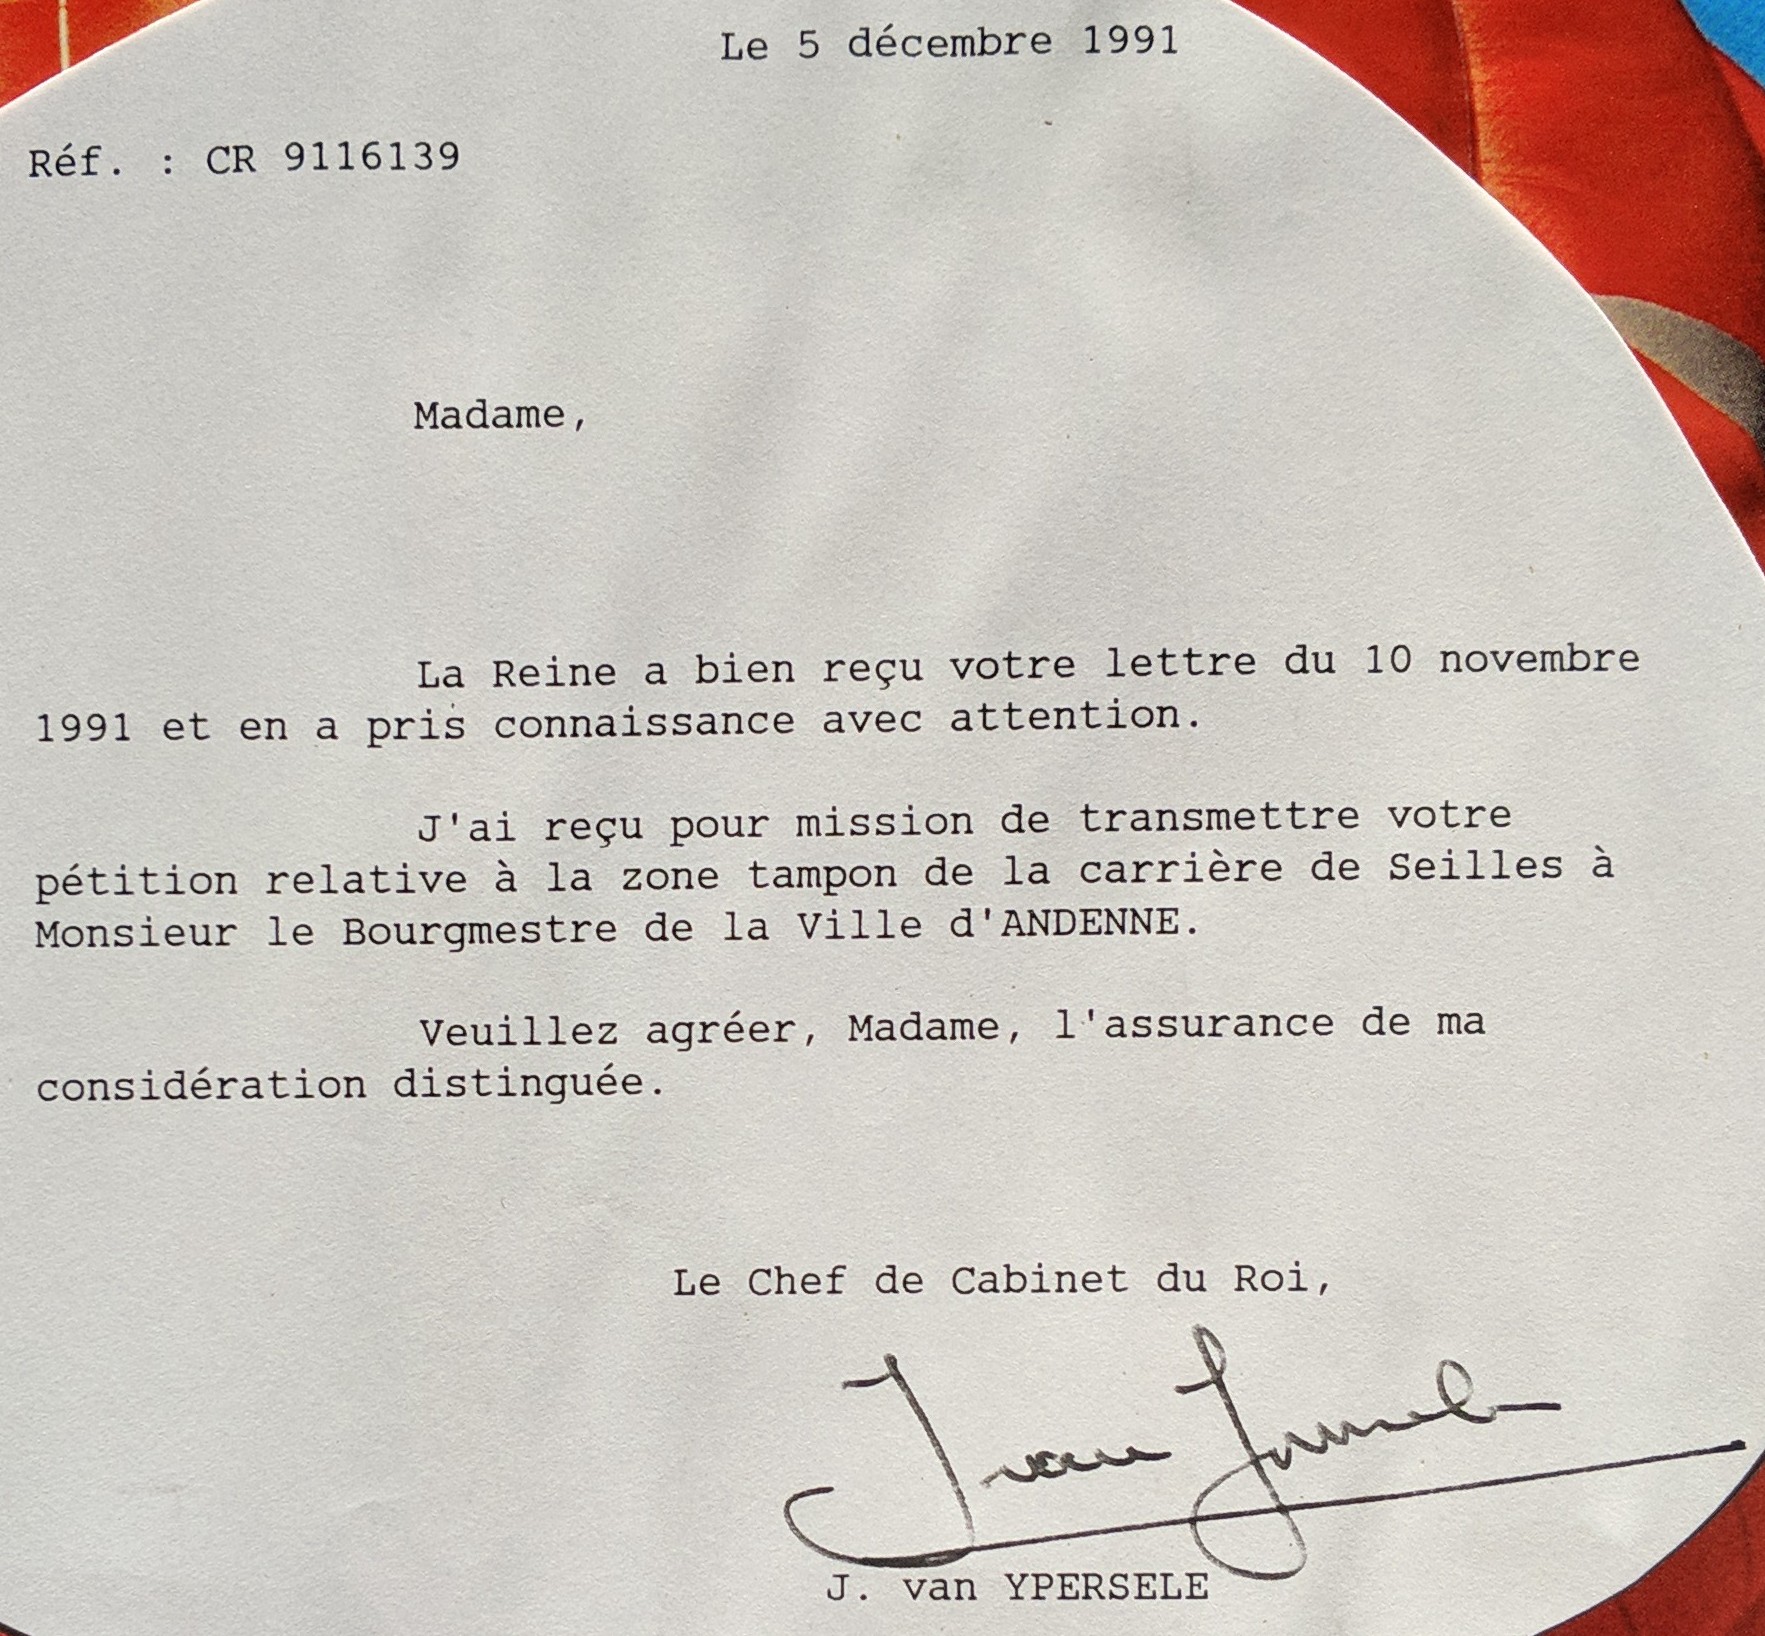 Le 5 décembre 1991
Réf. : CR 9116139
Madame,
La Reine a bien reçu votre lettre du 10 novembre
1991 et en a pris connaissance avec attention.
J'ai reçu pour mission de transmettre votre
pétition relative à la zone tampon de la carrière de Seilles à
Monsieur le Bourgmestre de la Ville d'ANDENNE.
Veuillez agréer, Madame, l'assurance de ma
considération distinguée.
Le Chef de Cabinet du Roi,
J. van YPERSELE